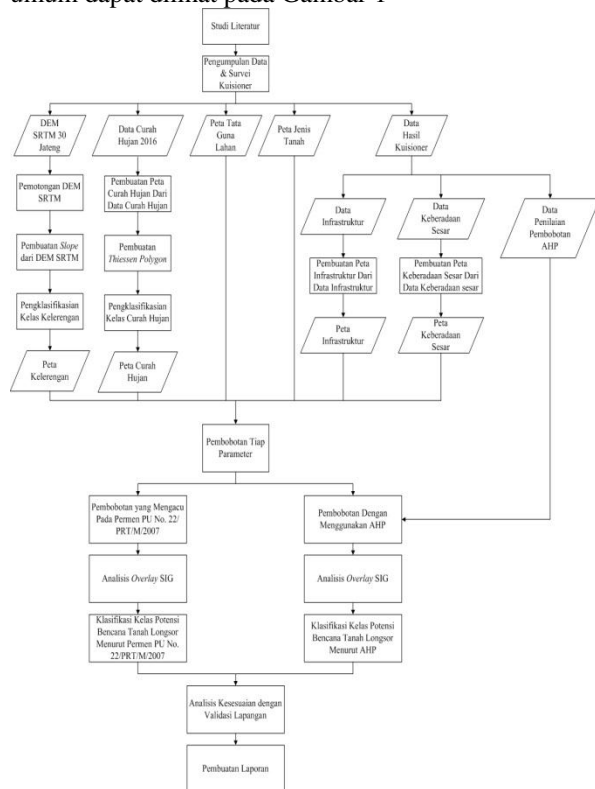 umum dapat dilihat pada Gambar 1
Studi Literatur
Pengumpulan Data
& Survei
Kuisioner
DEM
SRTM 30
Jateng
Data Curah
Hujan 2016
Peta Tata
Guna
Lahan
Peta Jenis
Tanah
Data
Hasil
Kuisioner
Pemotongan DEM
SRTM
Pembuatan Peta
Curah Hujan Dari
Data Curah Hujan
Data
Infrastruktur
Data
Keberadaan
Sesar
Data
Penilaian
Pembobotan
AHP
Pembuatan Slope
dari DEM SRTM
Pembuatan
Thiessen Polygon
Pembuatan Peta
Infrastruktur Dari
Data Infrastruktur
Pembuatan Peta
Keberadaan Sesar Dari
Data Keberadaan sesar
Pengklasifikasian
Kelas Kelerengan
Pengklasifikasian
Kelas Curah Hujan
Peta
Infrastruktur
Peta
Keberadaan
Sesar
Peta
Kelerengan
Peta Curah
Hujan
Pembobotan Tiap
Parameter
Pembobotan yang Mengacu
Pada Permen PU No. 22/
PRT/M/2007
Pembobotan Dengan
Menggunakan AHP
Analisis Overlay SIG
Analisis Overlay SIG
Klasifikasi Kelas Potensi
Bencana Tanah Longsor
Menurut Permen PU No.
22/PRT/M/2007
Klasifikasi Kelas Potensi
Bencana Tanah Longsor
Menurut AHP
Analisis Kesesuaian dengan
Validasi Lapangan
Pembuatan Laporan